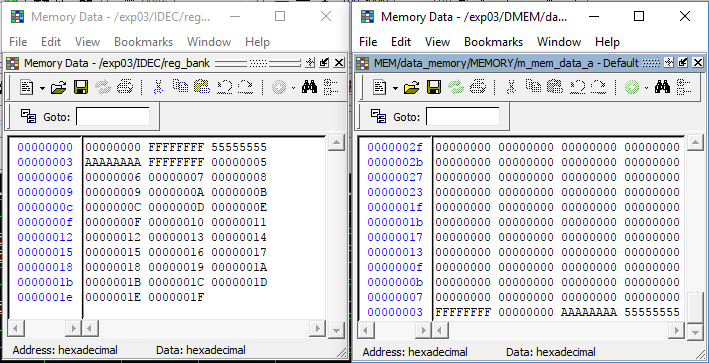 Memory Data - /exp03/IDEC/reg...
File Edit View Bookmarks Window Help
Memory Data - /exp03/IDEC/reg_bank
Goto:
00000000 00000000 FFFFFFFF 55555555
00000003 AAAAAAAA FFFFFFFF 00000005
00000006 00000006 00000007 00000008
00000009 00000009 0000000A 0000000B
0000000c 0000000C 0000000D 0000000E
0000000f 0000000F 00000010 00000011
00000012 00000012 00000013 00000014
00000015 00000015 00000016 00000017
00000018 00000018 00000019 0000001A
0000001b 0000001B 0000001C 0000001D
0000001e 0000001E 0000001F
Address: hexadecimal Data: hexadecimal
Memory Data - /exp03/DMEM/da...
File Edit View Bookmarks Window Help
MEM/data_memory/MEMORY/m_mem_data_a - Default
Goto:
0000002f 00000000 00000000 00000000 00000000
0000002b 00000000 00000000 00000000 00000000
00000027 00000000 00000000 00000000 00000000
00000023 00000000 00000000 00000000 00000000
0000001f 00000000 00000000 00000000 00000000
0000001b 00000000 00000000 00000000 00000000
00000017 00000000 00000000 00000000 00000000
00000013 00000000 00000000 00000000 00000000
0000000f 00000000 00000000 00000000 00000000
0000000b 00000000 00000000 00000000 00000000
00000007 00000000 00000000 00000000 00000000
00000003 FFFFFFFF 00000000 AAAAAAAA 55555555
Address: hexadecimal Data: hexadecimal